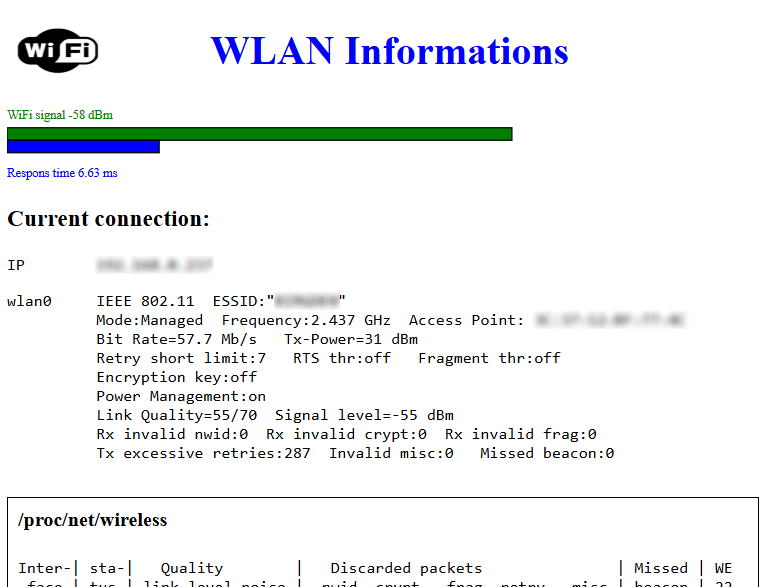 WiFi
WLAN Informations
WiFi signal -58 dBm
Respons time 6.63 ms
Current connection:
IP
wlan0     IEEE 802.11  ESSID:" "
Mode:Managed  Frequency:2.437 GHz  Access Point:
Bit Rate=57.7 Mb/s   Tx-Power=31 dBm
Retry short limit:7   RTS thr:off   Fragment thr:off
Encryption key:off
Power Management:on
Link Quality=55/70  Signal level=-55 dBm
Rx invalid nwid:0  Rx invalid crypt:0  Rx invalid frag:0
Tx excessive retries:287  Invalid misc:0   Missed beacon:0
/proc/net/wireless
Inter-| sta-|   Quality        |   Discarded packets               | Missed | WE
face | tus | link level noise |  nwid  crypt   frag  retry   misc | beacon | 22